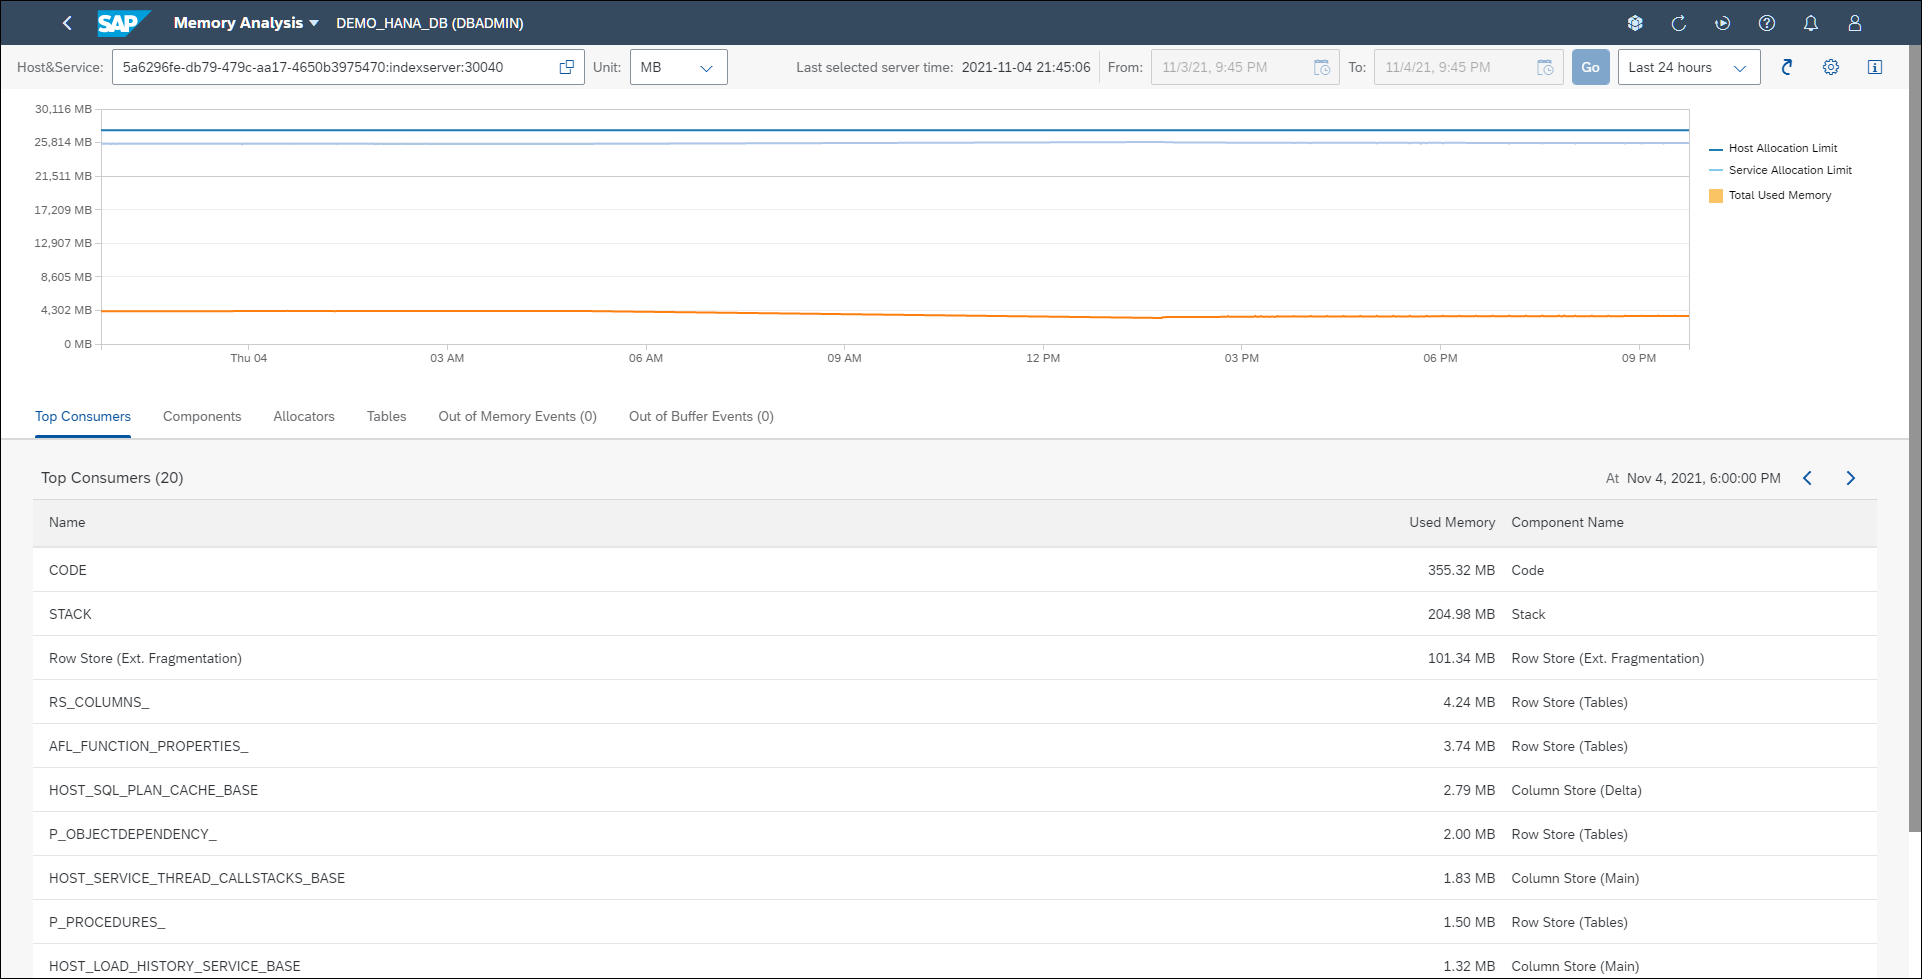 SAP Memory Analysis DEMO_HANA_DB (DBADMIN)
Host&Service: 5a6296fe-db79-479c-aa17-4650b3975470:indexserver:30040 Unit: MB Last selected server time: 2021-11-04 21:45:06 From: 11/3/21, 9:45 PM To: 11/4/21, 9:45 PM Go Last 24 hours
30,116 MB
25,814 MB
21,511 MB
17,209 MB
12,907 MB
8,605 MB
4,302 MB
0 MB
Thu 04 03 AM 06 AM 09 AM 12 PM 03 PM 06 PM 09 PM
Host Allocation Limit
Service Allocation Limit
Total Used Memory
Top Consumers Components Allocators Tables Out of Memory Events (0) Out of Buffer Events (0)
Top Consumers (20) At Nov 4, 2021, 6:00:00 PM
Name Used Memory Component Name
CODE 355.32 MB Code
STACK 204.98 MB Stack
Row Store (Ext. Fragmentation) 101.34 MB Row Store (Ext. Fragmentation)
RS_COLUMNS_ 4.24 MB Row Store (Tables)
AFL_FUNCTION_PROPERTIES_ 3.74 MB Row Store (Tables)
HOST_SQL_PLAN_CACHE_BASE 2.79 MB Column Store (Delta)
P_OBJECTDEPENDENCY_ 2.00 MB Row Store (Tables)
HOST_SERVICE_THREAD_CALLSTACKS_BASE 1.83 MB Column Store (Main)
P_PROCEDURES_ 1.50 MB Row Store (Tables)
HOST_LOAD_HISTORY_SERVICE_BASE 1.32 MB Column Store (Main)